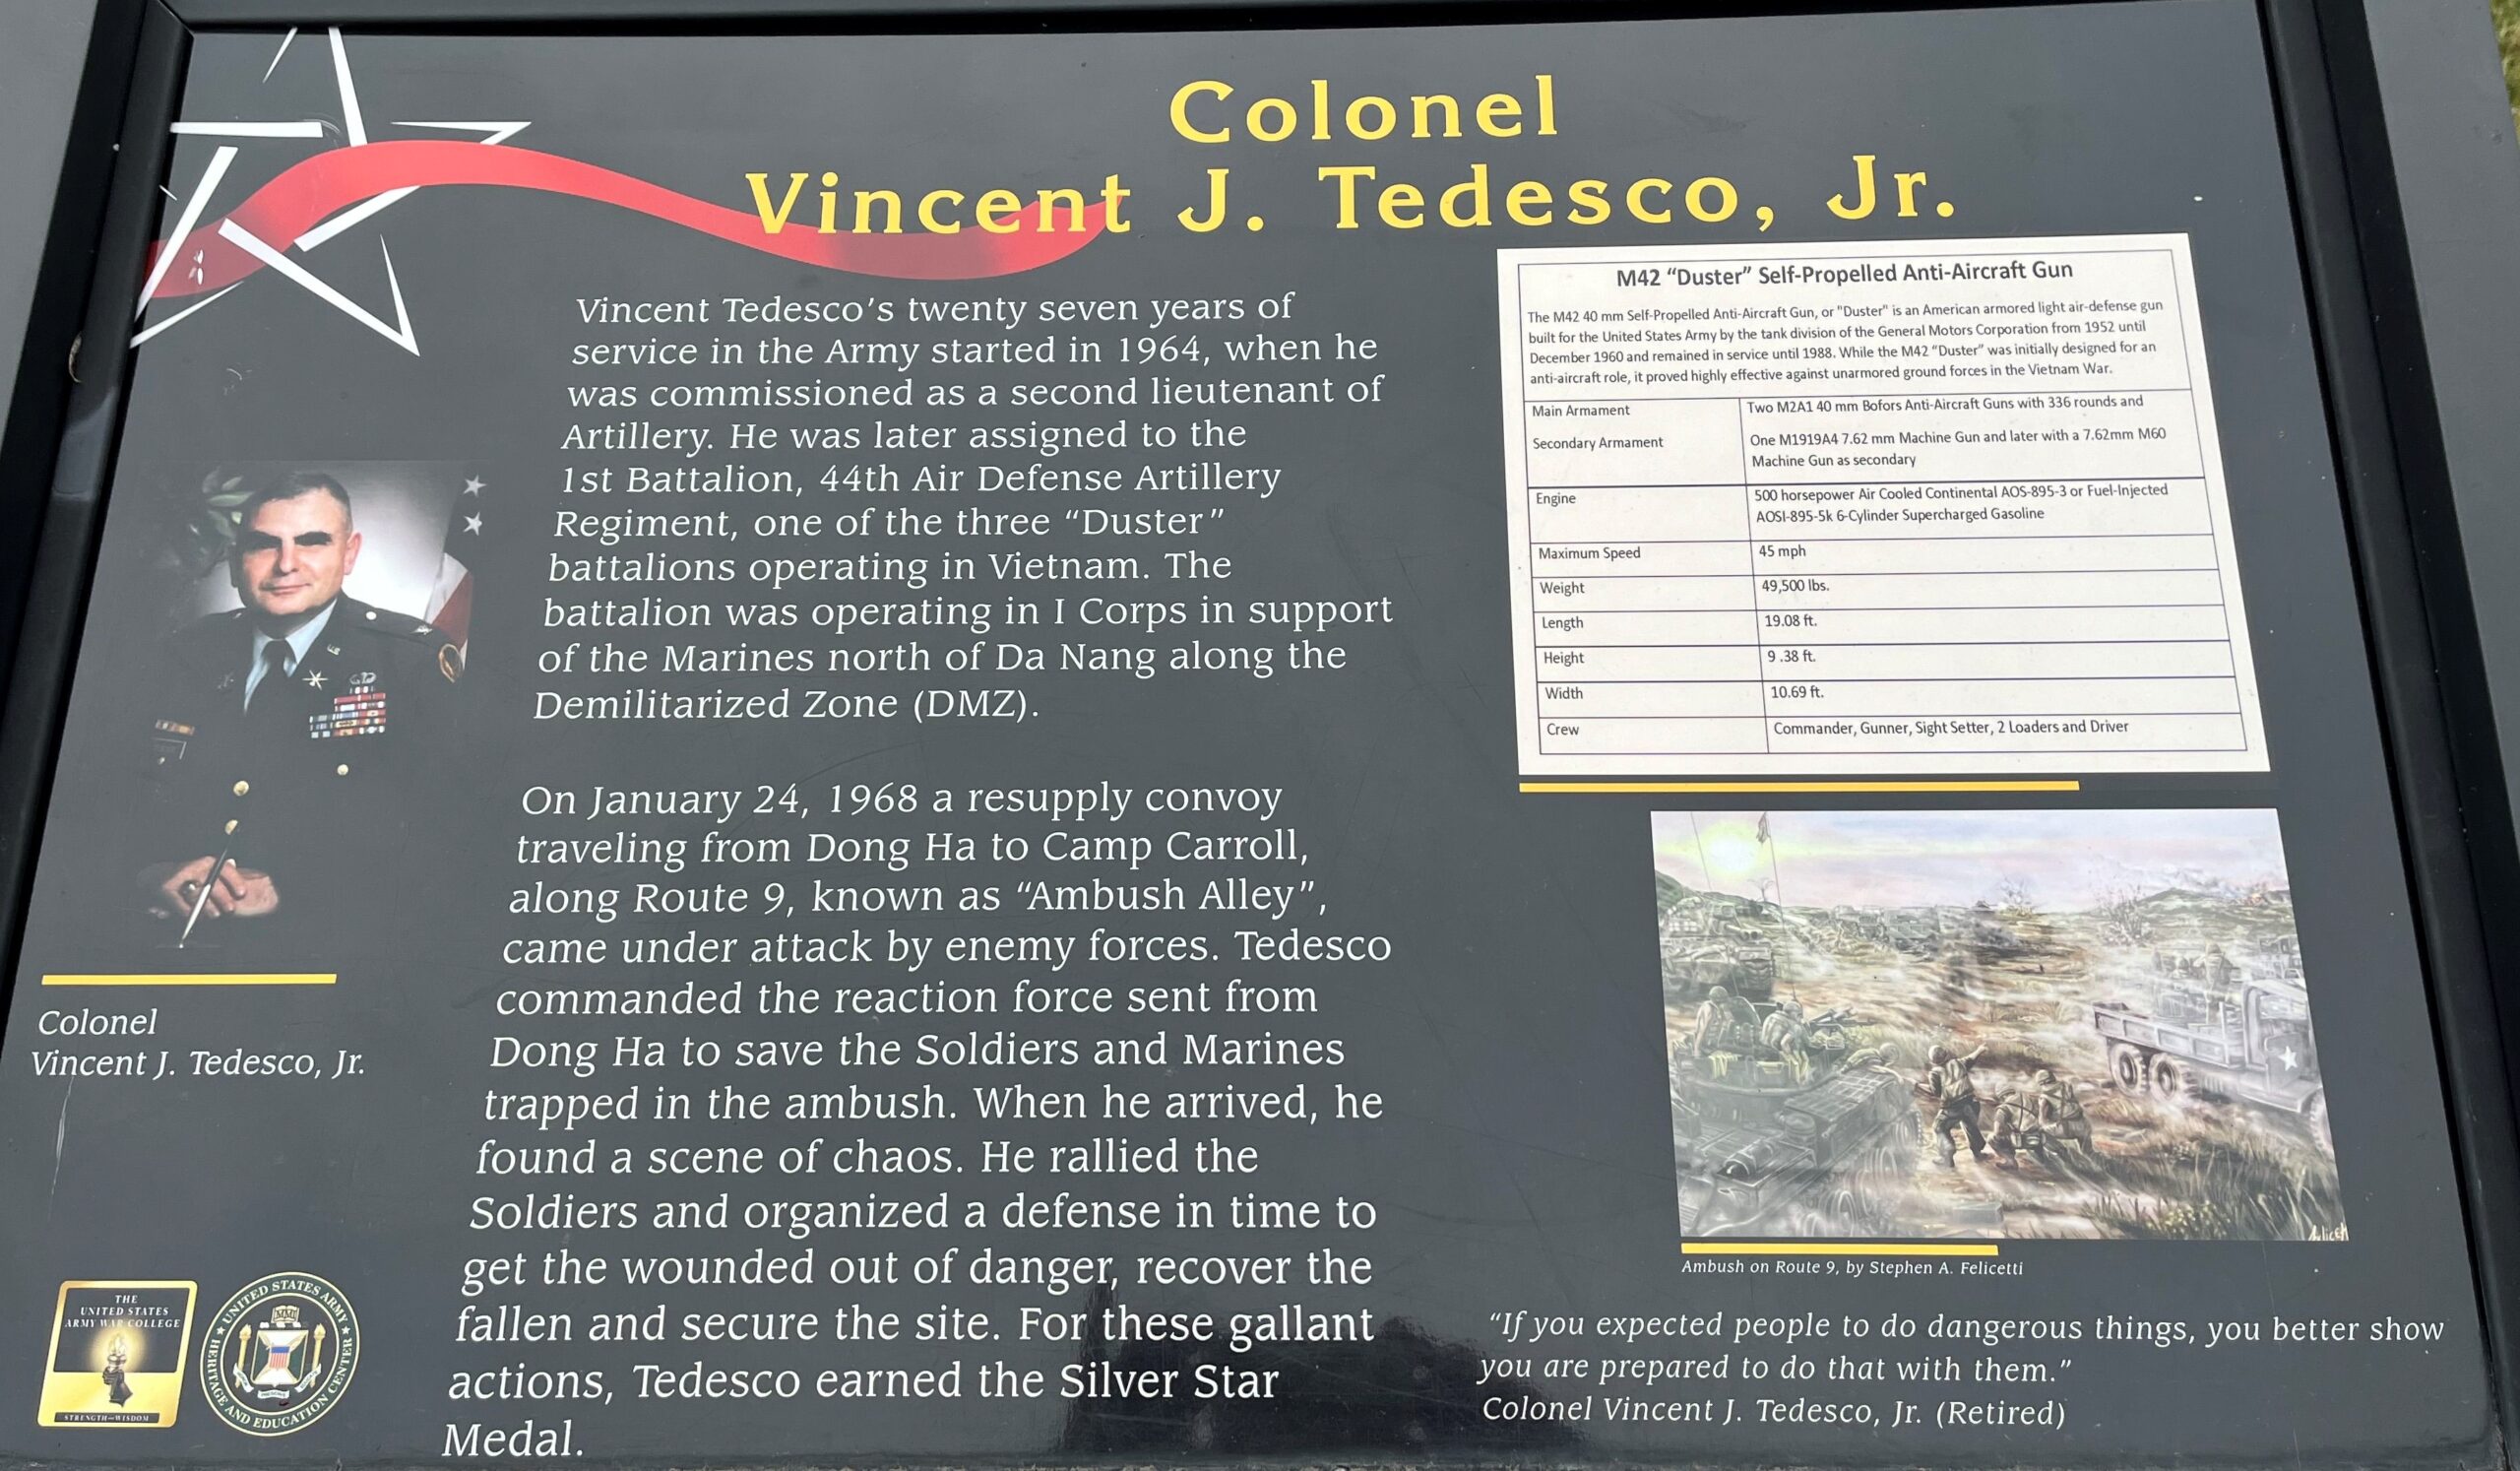 Colonel
Vincent J. Tedesco, Jr.
Vincent Tedesco's twenty seven years of
service in the Army started in 1964, when he
was commissioned as a second lieutenant of
Artillery. He was later assigned to the
1st Battalion, 44th Air Defense Artillery
Regiment, one of the three "Duster"
battalions operating in Vietnam. The
battalion was operating in I Corps in support
of the Marines north of Da Nang along the
Demilitarized Zone (DMZ).
On January 24, 1968 a resupply convoy
traveling from Dong Ha to Camp Carroll,
along Route 9, known as "Ambush Alley",
came under attack by enemy forces. Tedesco
commanded the reaction force sent from
Dong Ha to save the Soldiers and Marines
trapped in the ambush. When he arrived, he
found a scene of chaos. He rallied the
Soldiers and organized a defense in time to
get the wounded out of danger, recover the
fallen and secure the site. For these gallant
actions, Tedesco earned the Silver Star
Medal.
Colonel
Vincent J. Tedesco, Jr.
THE
UNITED STATES
ARMY WAR COLLEGE
STRENGTH—WISDOM
UNITED STATES ARMY
HERITAGE AND EDUCATION CENTER
M42 "Duster" Self-Propelled Anti-Aircraft Gun
The M42 40 mm Self-Propelled Anti-Aircraft Gun, or "Duster" is an American armored light air-defense gun
built for the United States Army by the tank division of the General Motors Corporation from 1952 until
December 1960 and remained in service until 1988. While the M42 "Duster" was initially designed for an
anti-aircraft role, it proved highly effective against unarmored ground forces in the Vietnam War.
Main Armament Two M2A1 40 mm Bofors Anti-Aircraft Guns with 336 rounds and
Secondary Armament One M1919A4 7.62 mm Machine Gun and later with a 7.62mm M60
Machine Gun as secondary
Engine 500 horsepower Air Cooled Continental AOS-895-3 or Fuel-Injected
AOSI-895-5k 6-Cylinder Supercharged Gasoline
Maximum Speed 45 mph
Weight 49,500 lbs.
Length 19.08 ft.
Height 9 .38 ft.
Width 10.69 ft.
Crew Commander, Gunner, Sight Setter, 2 Loaders and Driver
Ambush on Route 9, by Stephen A. Felicetti
"If you expected people to do dangerous things, you better show
you are prepared to do that with them."
Colonel Vincent J. Tedesco, Jr. (Retired)